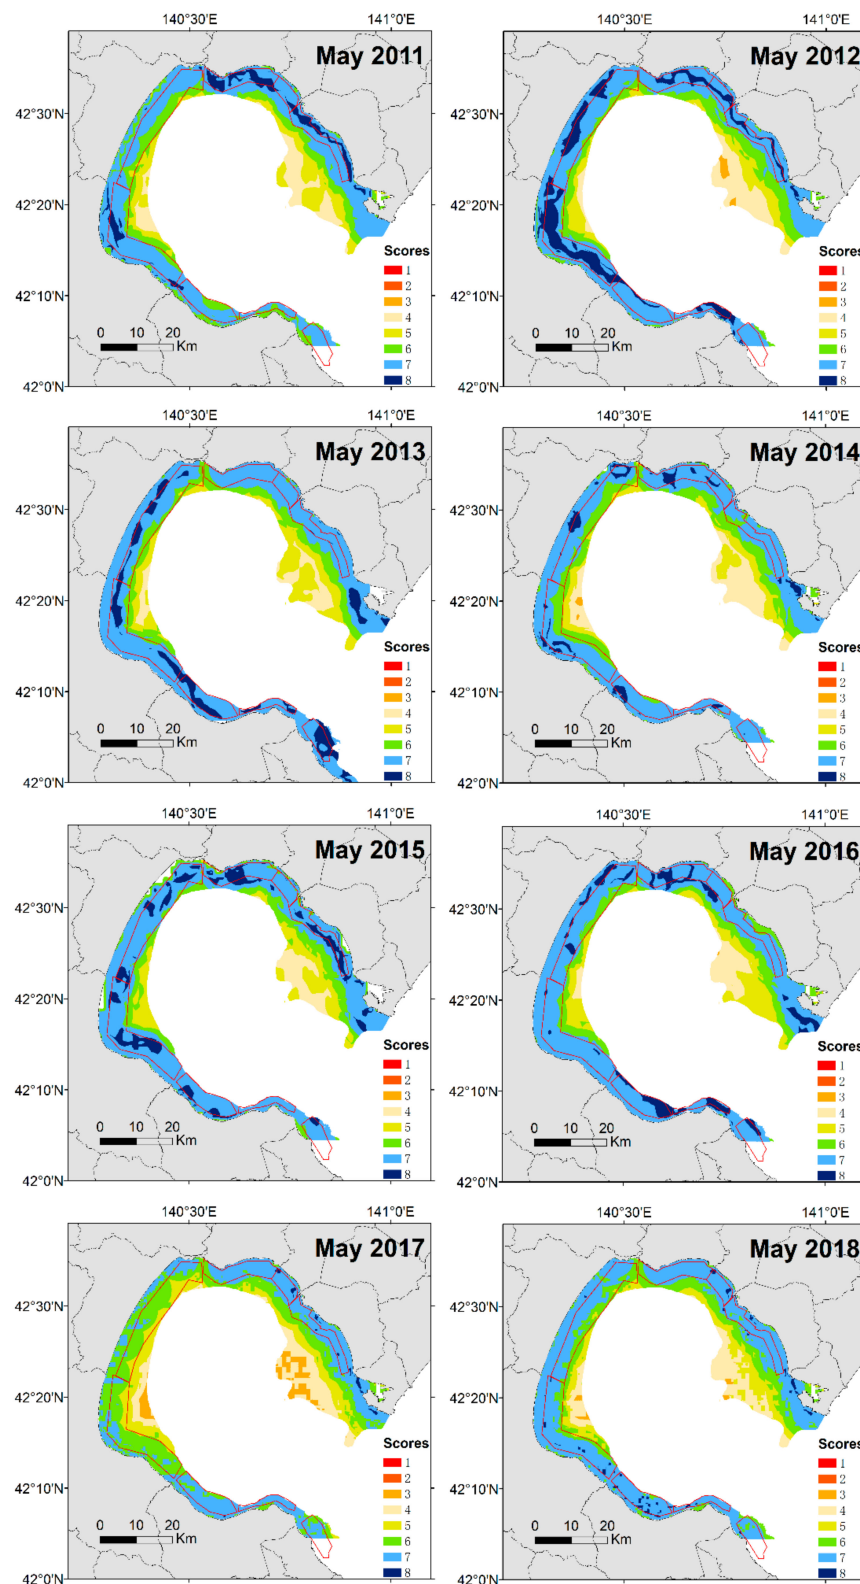 140°30'E 141°0'E 140°30'E 141°0'E
May 2011 May 2012
42°30'N 42°30'N
42°20'N 42°20'N
Scores Scores
1 1
2 2
42°10'N 3 42°10'N 3
4 4
0 10 20 5 0 10 20 5
Km 6 Km 6
7 7
42°0'N 8 42°0'N 8
140°30'E 141°0'E 140°30'E 141°0'E
May 2013 May 2014
42°30'N 42°30'N
42°20'N 42°20'N
Scores Scores
1 1
2 2
42°10'N 3 42°10'N 3
4 4
0 10 20 5 0 10 20 5
Km 6 Km 6
7 7
42°0'N 8 42°0'N 8
140°30'E 141°0'E 140°30'E 141°0'E
May 2015 May 2016
42°30'N 42°30'N
42°20'N 42°20'N
Scores Scores
1 1
2 2
42°10'N 3 42°10'N 3
4 4
0 10 20 5 0 10 20 5
Km 6 Km 6
7 7
42°0'N 8 42°0'N 8
140°30'E 141°0'E 140°30'E 141°0'E
May 2017 May 2018
42°30'N 42°30'N
42°20'N 42°20'N
Scores Scores
1 1
2 2
42°10'N 3 42°10'N 3
4 4
0 10 20 5 0 10 20 5
Km 6 Km 6
7 7
42°0'N 8 42°0'N 8